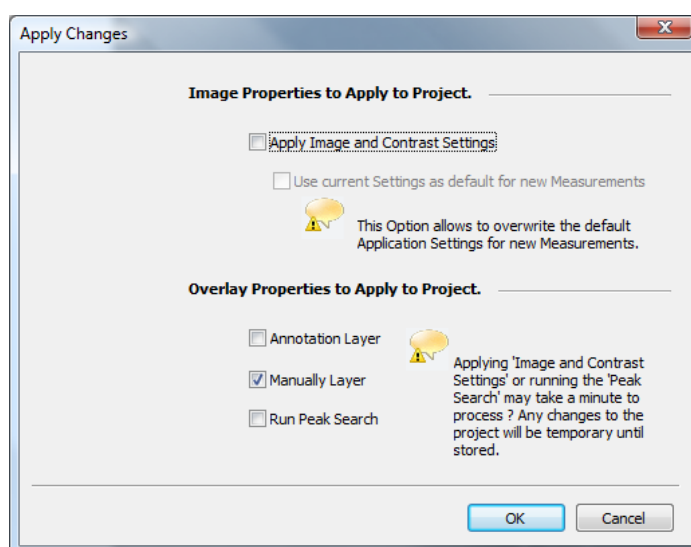 Apply Changes
Image Properties to Apply to Project.
Apply Image and Contrast Settings
Use current Settings as default for new Measurements
This Option allows to overwrite the default
Application Settings for new Measurements.
Overlay Properties to Apply to Project.
Annotation Layer
Manually Layer
Run Peak Search
Applying 'Image and Contrast
Settings' or running the 'Peak
Search' may take a minute to
process ? Any changes to the
project will be temporary until
stored.
OK
Cancel